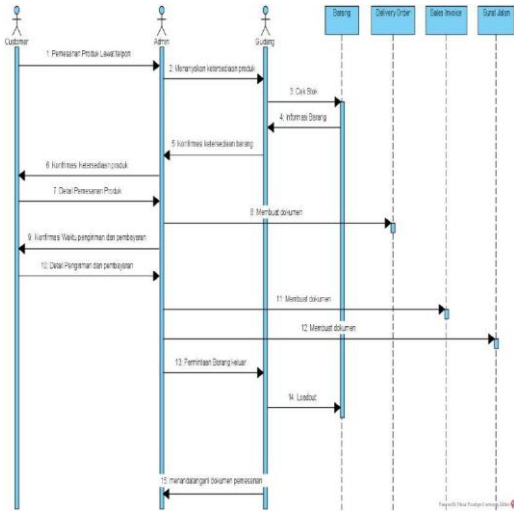 Customer
Admin
Gudang
Barang
Delivery Order
Sales Invoice
Surat Jalan
1: Pemesanan Produk Lewat telpon
2: Menanyakan ketersediaan produk
3: Cek Stok
4: Informasi Barang
5: Konfirmasi ketersediaan barang
6: Konfirmasi Ketersediaan produk
7: Detail Pemesanan Produk
8: Membuat dokumen
9: Konfirmasi Waktu pengiriman dan pembayaran
10: Detail Pengiriman dan pembayaran
11: Membuat dokumen
12: Membuat dokumen
13: Permintaan Barang keluar
14: Loadout
15: menandatangani dokumen pemesanan